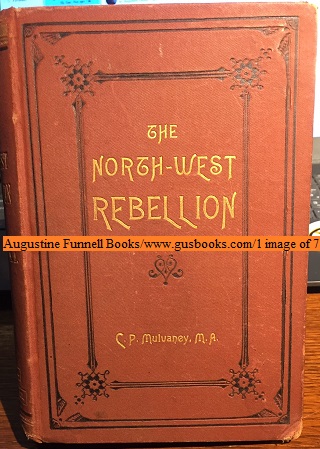 THE
NORTH-WEST
REBELLION
Augustine Funnell Books/www.gusbooks.com/1 image of 7
C. P. Mulvaney, M. A.